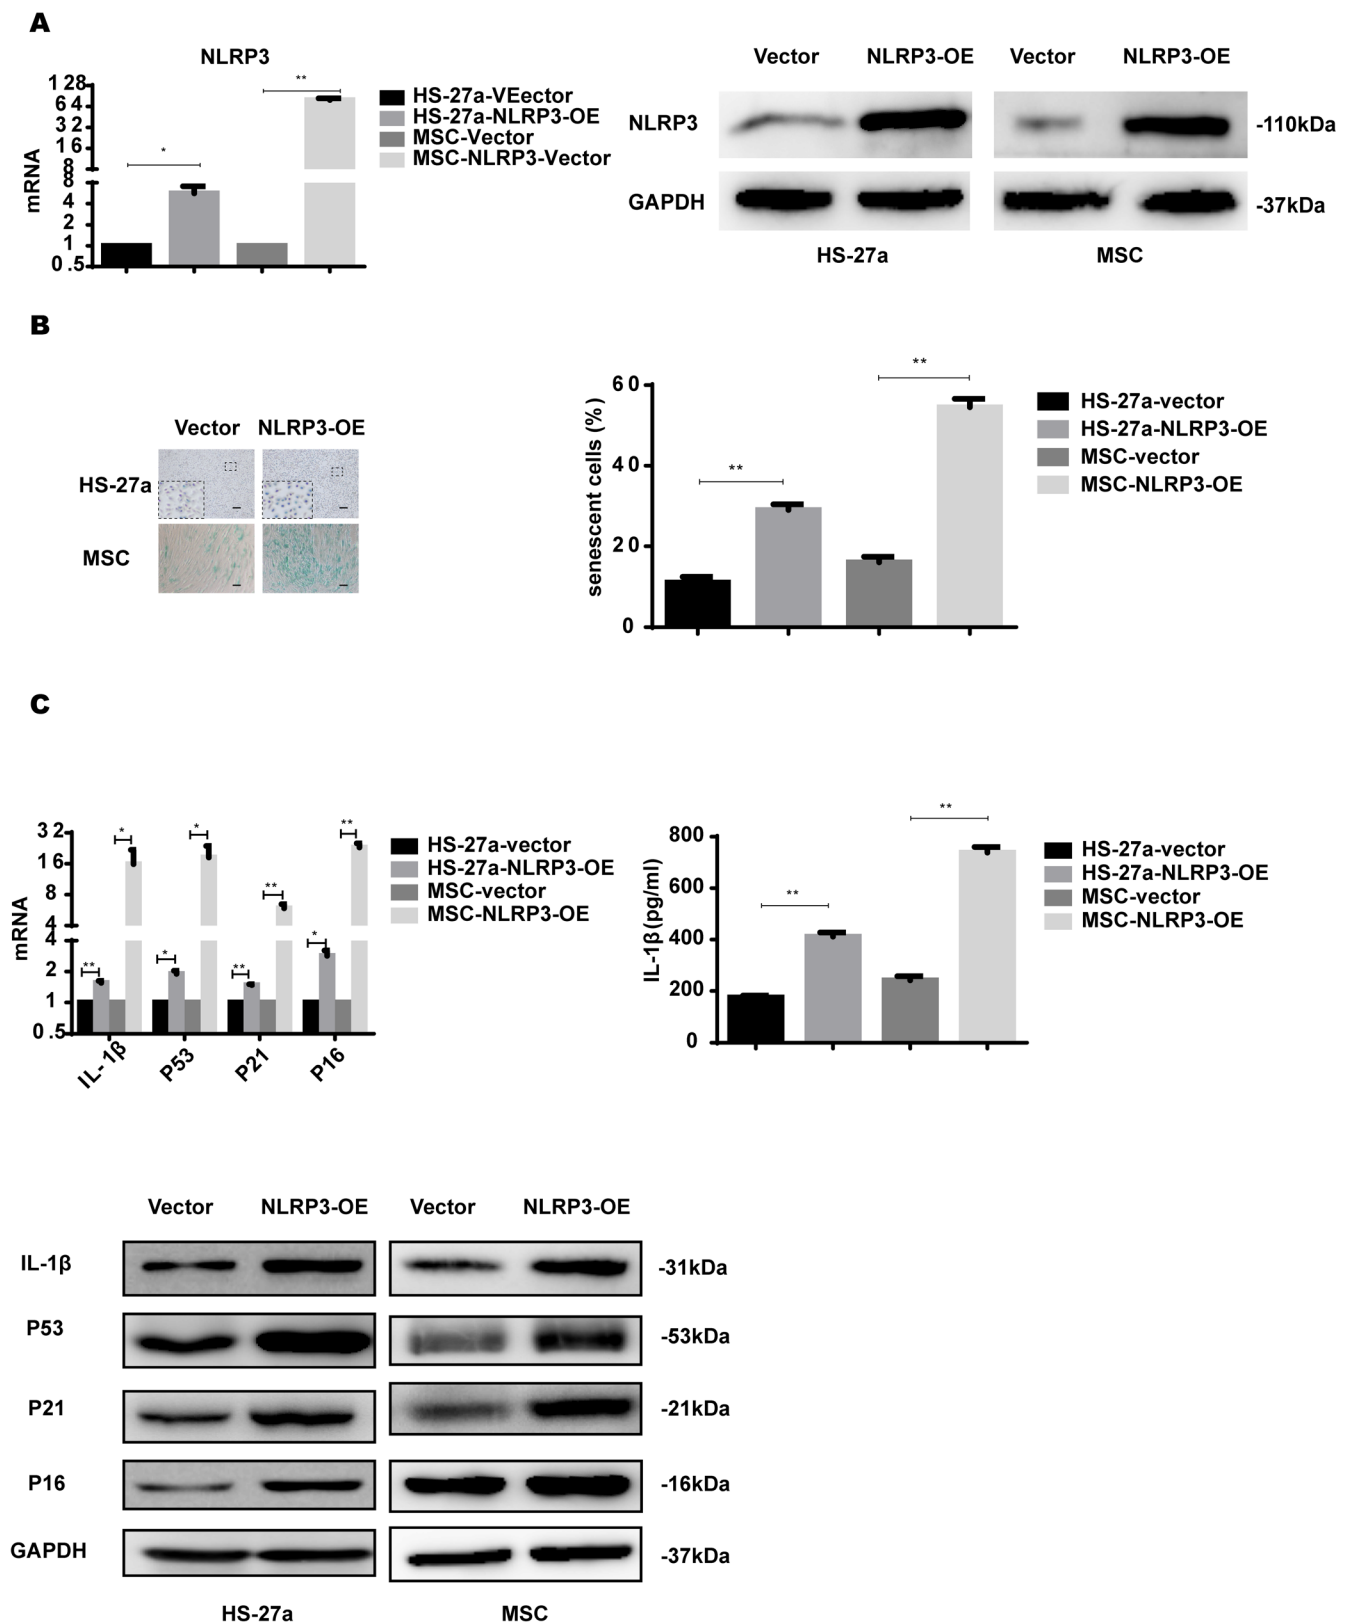 A
NLRP3
mRNA
128
64
32
16
8
8
4
2
1
0.5
*
**
HS-27a-VEector
HS-27a-NLRP3-OE
MSC-Vector
MSC-NLRP3-Vector
Vector NLRP3-OE Vector NLRP3-OE
NLRP3 -110kDa
GAPDH -37kDa
HS-27a MSC
B
Vector NLRP3-OE
HS-27a
MSC
senescent cells (%)
60
40
20
0
**
**
HS-27a-vector
HS-27a-NLRP3-OE
MSC-vector
MSC-NLRP3-OE
C
mRNA
32
16
8
4
4
2
1
0.5
** * * * ** ** * **
IL-1β P53 P21 P16
HS-27a-vector
HS-27a-NLRP3-OE
MSC-vector
MSC-NLRP3-OE
IL-1β(pg/ml)
800
600
400
200
0
**
**
HS-27a-vector
HS-27a-NLRP3-OE
MSC-vector
MSC-NLRP3-OE
Vector NLRP3-OE Vector NLRP3-OE
IL-1β -31kDa
P53 -53kDa
P21 -21kDa
P16 -16kDa
GAPDH -37kDa
HS-27a MSC